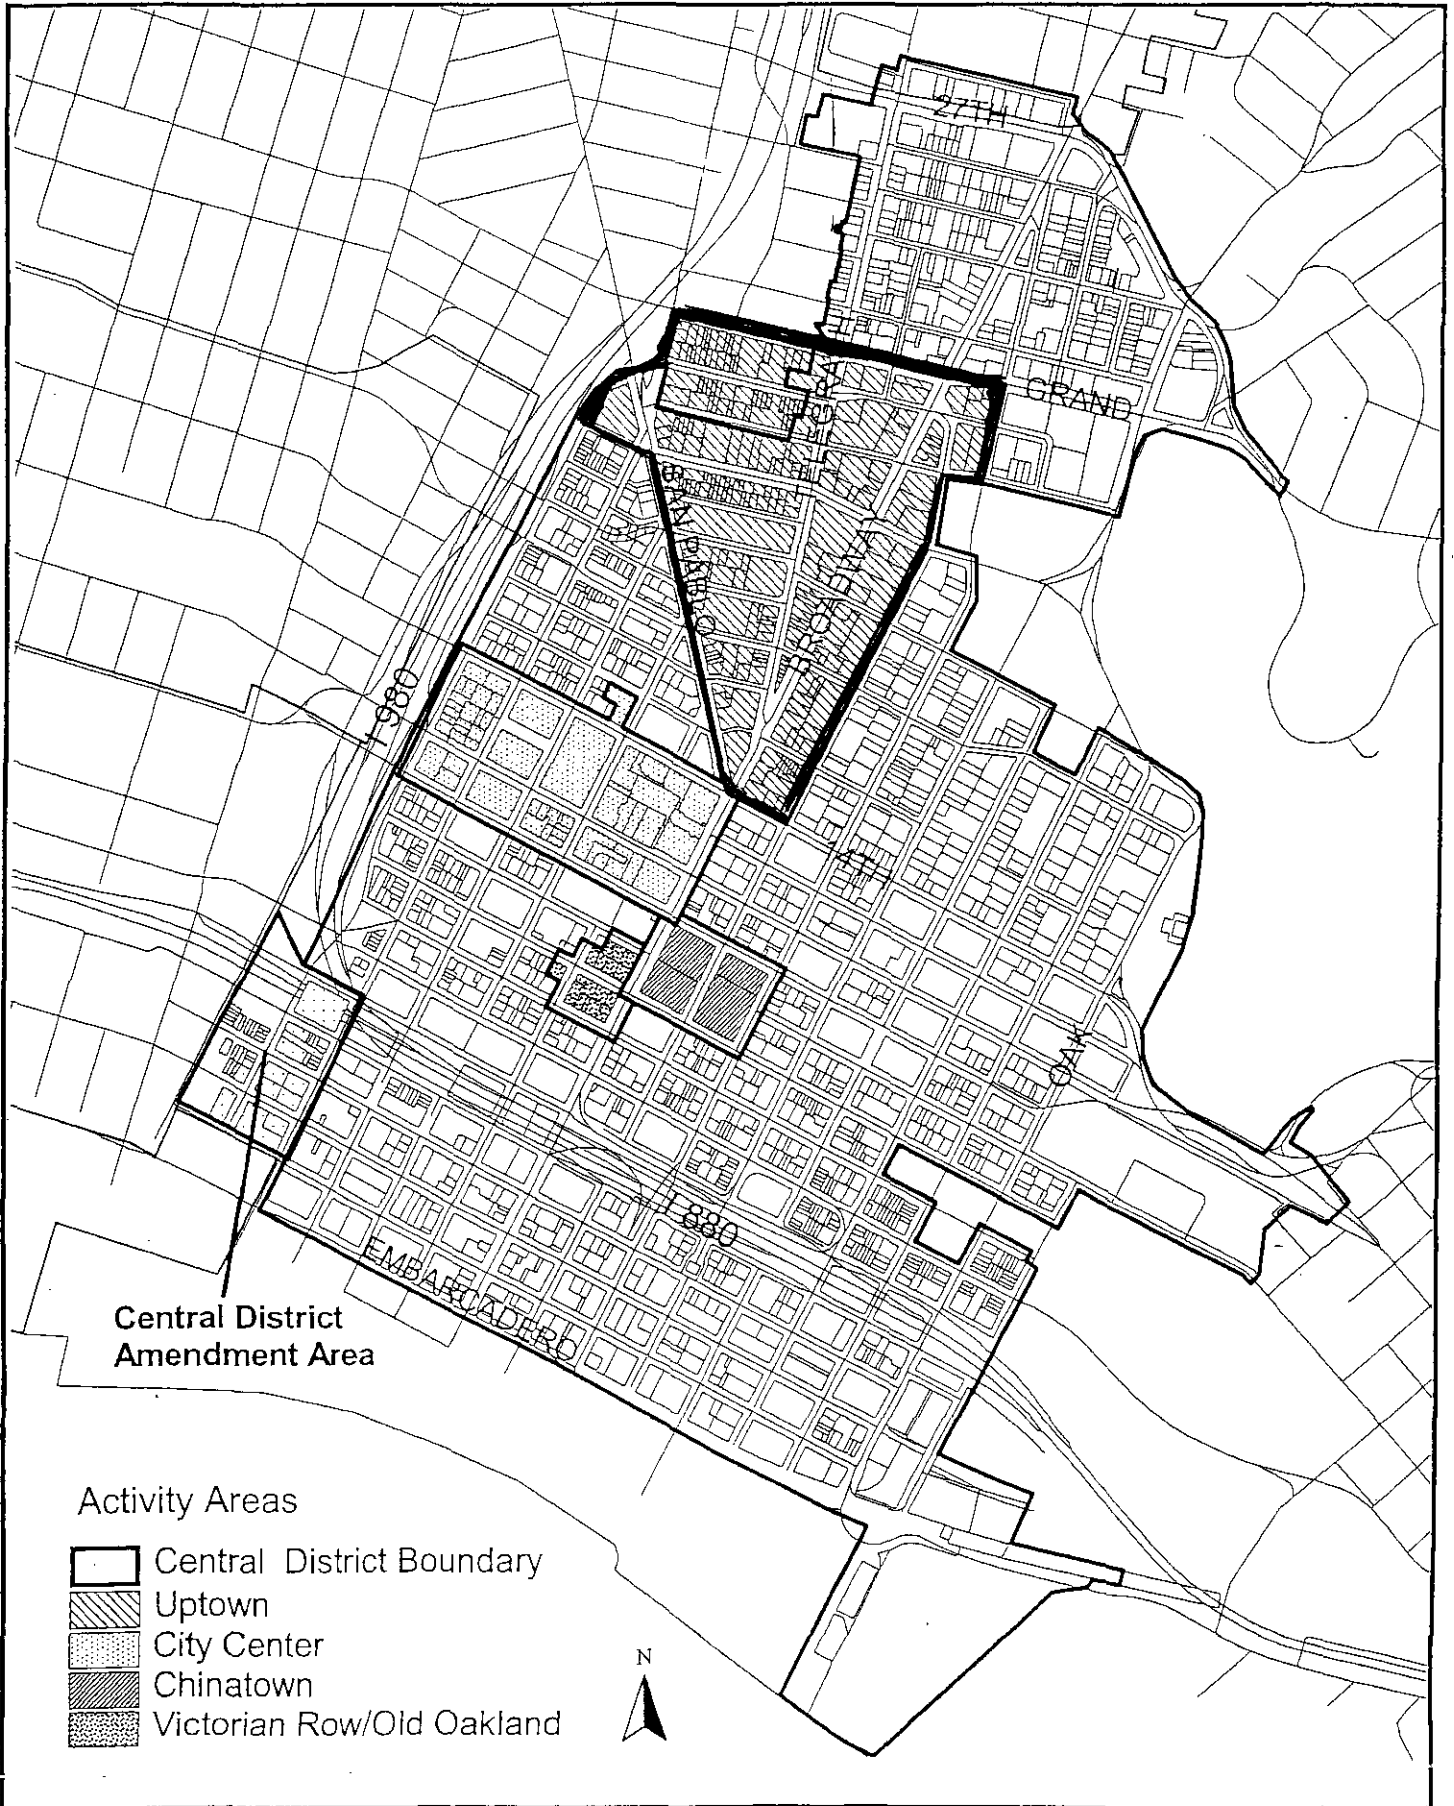 27TH
GRAND
TELEGRAPH
SAN PABLO
BROADWAY
I-980
14TH
OAK
I-880
EMBARCADERO
Central District
Amendment Area
Activity Areas
Central District Boundary
Uptown
City Center
Chinatown
Victorian Row/Old Oakland
N